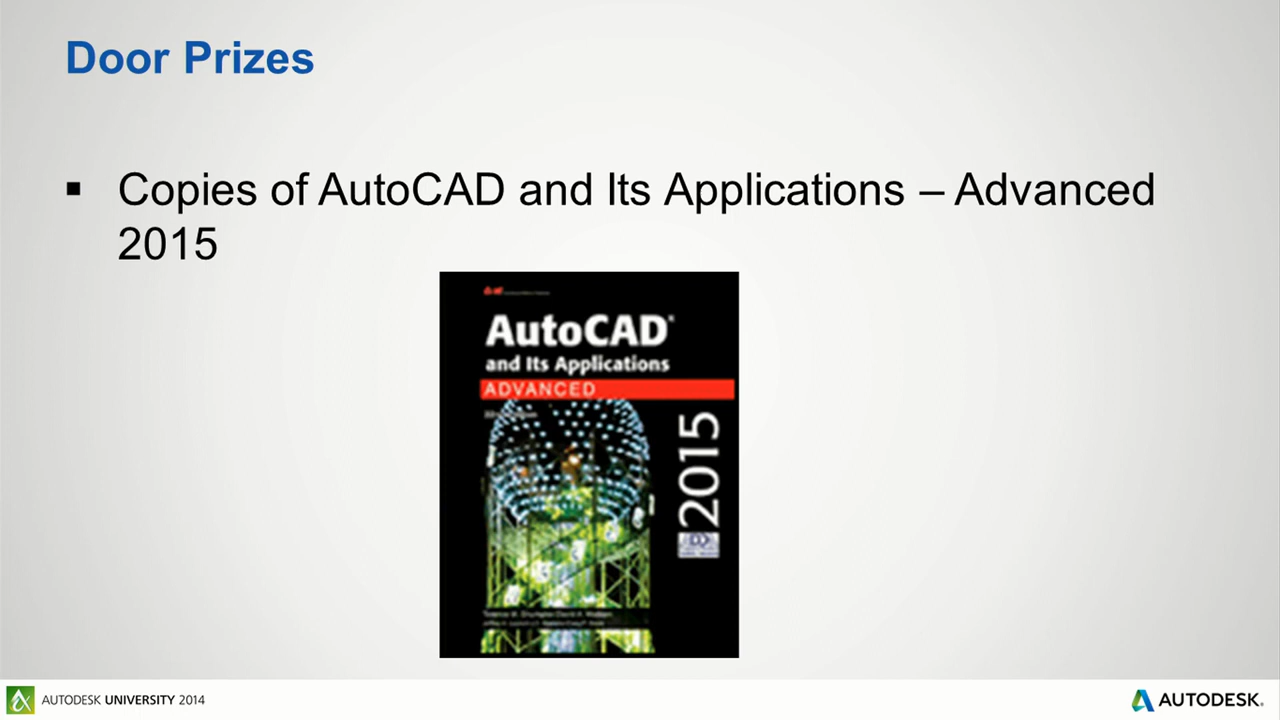 Door Prizes
▪ Copies of AutoCAD and Its Applications – Advanced
2015
AutoCAD®
and Its Applications
ADVANCED
2015
AUTODESK UNIVERSITY 2014
AUTODESK®